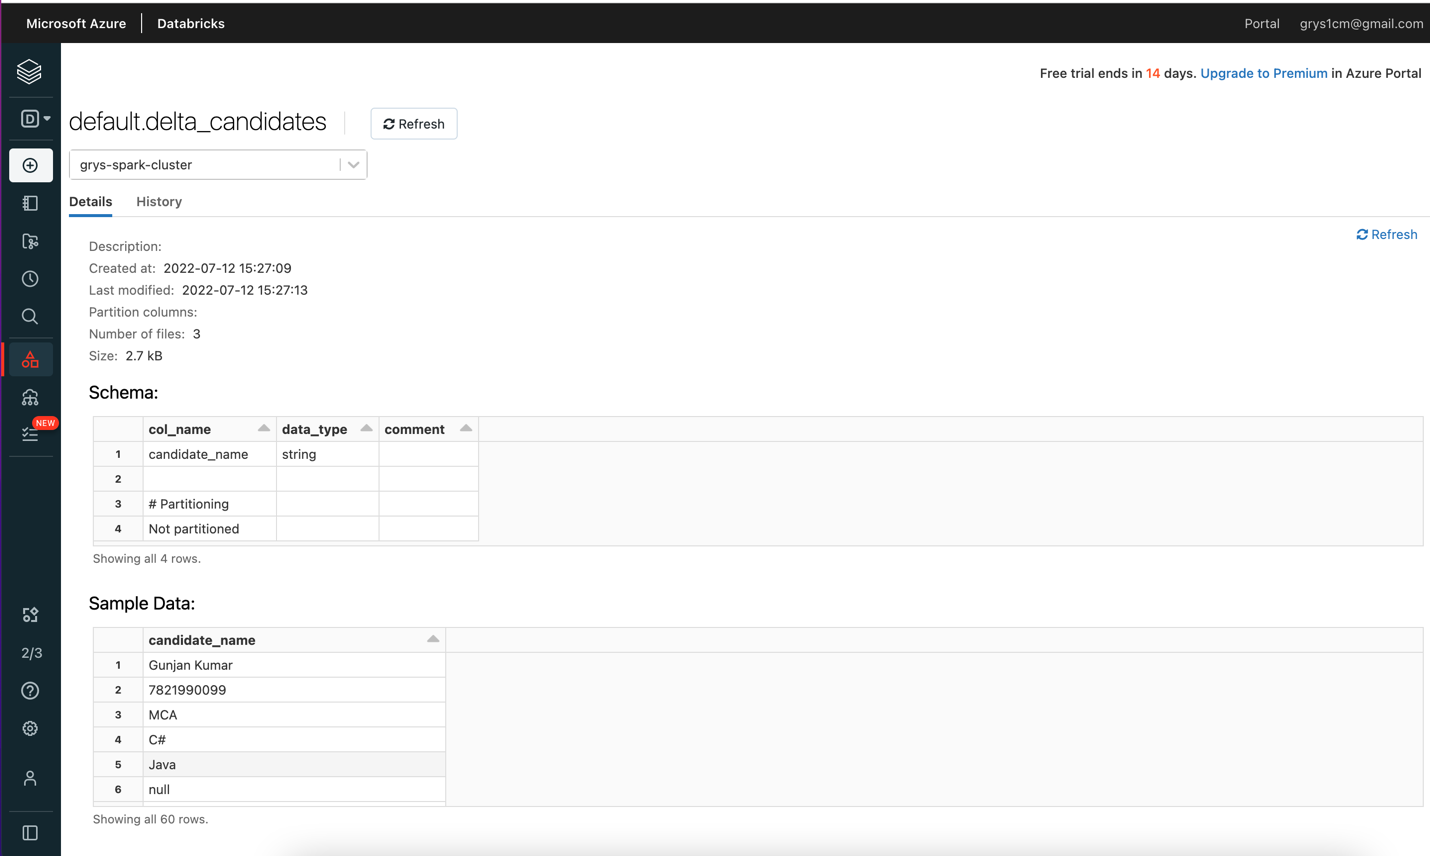 Microsoft Azure
Databricks
Portal
grys1cm@gmail.com
Free trial ends in 14 days. Upgrade to Premium in Azure Portal
D
default.delta_candidates
Refresh
grys-spark-cluster
Details
History
Refresh
Description:
Created at: 2022-07-12 15:27:09
Last modified: 2022-07-12 15:27:13
Partition columns:
Number of files: 3
Size: 2.7 kB
NEW
Schema:
col_name data_type comment
1 candidate_name string
2
3 # Partitioning
4 Not partitioned
Showing all 4 rows.
Sample Data:
candidate_name
1 Gunjan Kumar
2 7821990099
3 MCA
4 C#
5 Java
6 null
Showing all 60 rows.
2/3